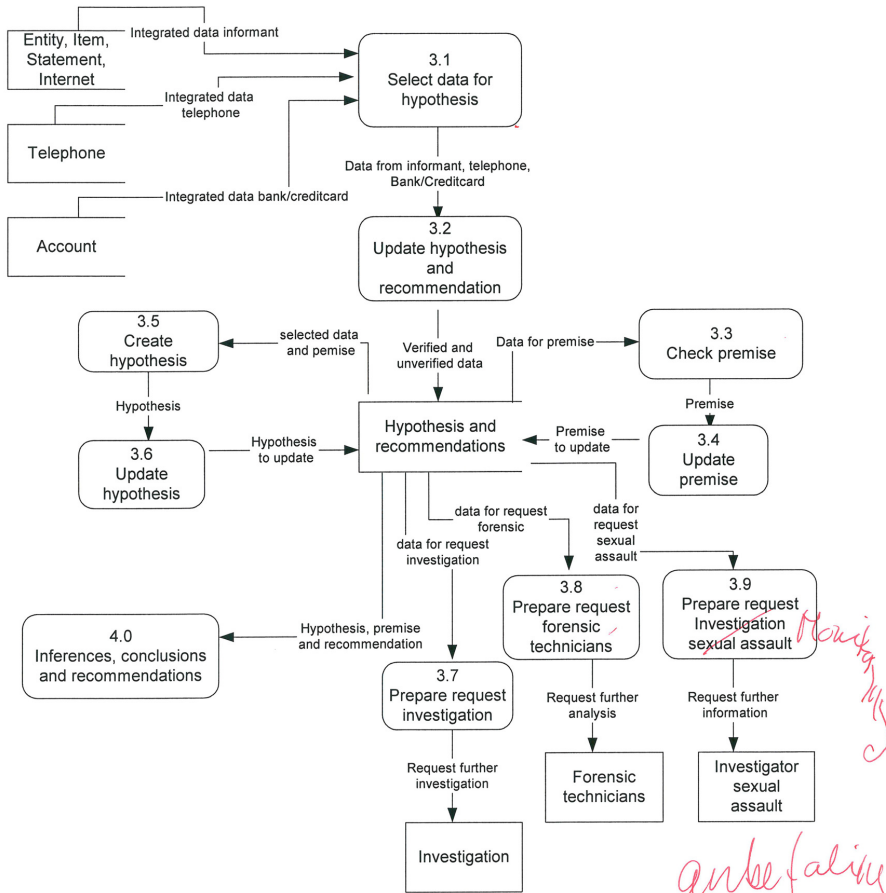 Entity, Item,
Statement,
Internet
Integrated data informant
3.1
Select data for
hypothesis
Integrated data
telephone
Telephone
Data from informant, telephone,
Bank/Creditcard
Integrated data bank/creditcard
Account
3.2
Update hypothesis
and
recommendation
3.5
Create
hypothesis
selected data
and pemise
Verified and
unverified data
Data for premise
3.3
Check premise
Hypothesis
Premise
Hypothesis and
recommendations
3.6
Update
hypothesis
Hypothesis
to update
Premise
to update
3.4
Update
premise
data for request
forensic
data for
request
sexual
assault
data for request
investigation
3.8
Prepare request
forensic
technicians
3.9
Prepare request
Investigation
sexual assault
4.0
Inferences, conclusions
and recommendations
Hypothesis, premise
and recommendation
3.7
Prepare request
investigation
Request further
analysis
Request further
information
Request further
investigation
Forensic
technicians
Investigator
sexual
assault
Investigation